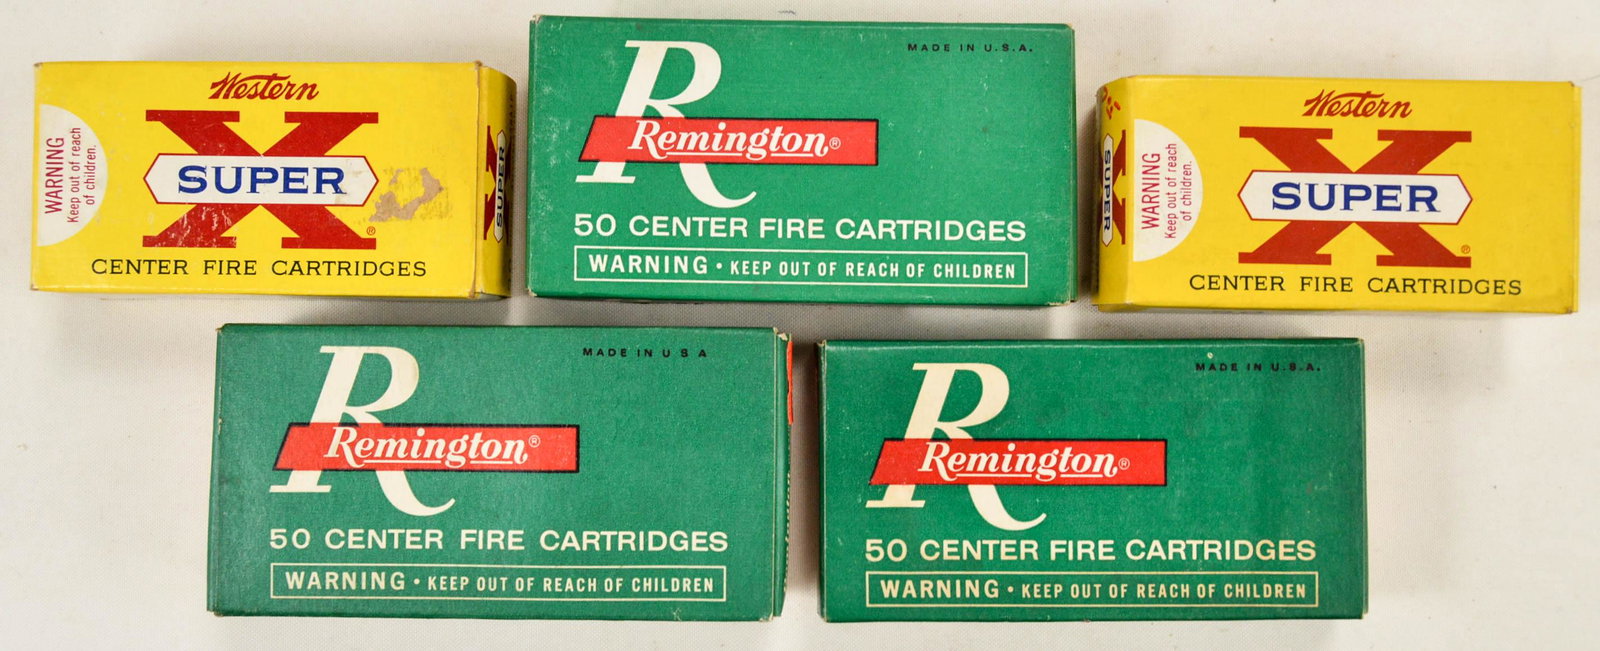 Western
X
SUPER
®
CENTER FIRE CARTRIDGES
WARNING
Keep out of reach
of children.
SUPER
MADE IN U.S.A.
R
Remington®
50 CENTER FIRE CARTRIDGES
WARNING • KEEP OUT OF REACH OF CHILDREN
SUPER
WARNING
Keep out of reach
of children.
Western
X
SUPER
®
CENTER FIRE CARTRIDGES
MADE IN U S A
R
Remington®
50 CENTER FIRE CARTRIDGES
WARNING • KEEP OUT OF REACH OF CHILDREN
MADE IN U.S.A.
R
Remington®
50 CENTER FIRE CARTRIDGES
WARNING • KEEP OUT OF REACH OF CHILDREN